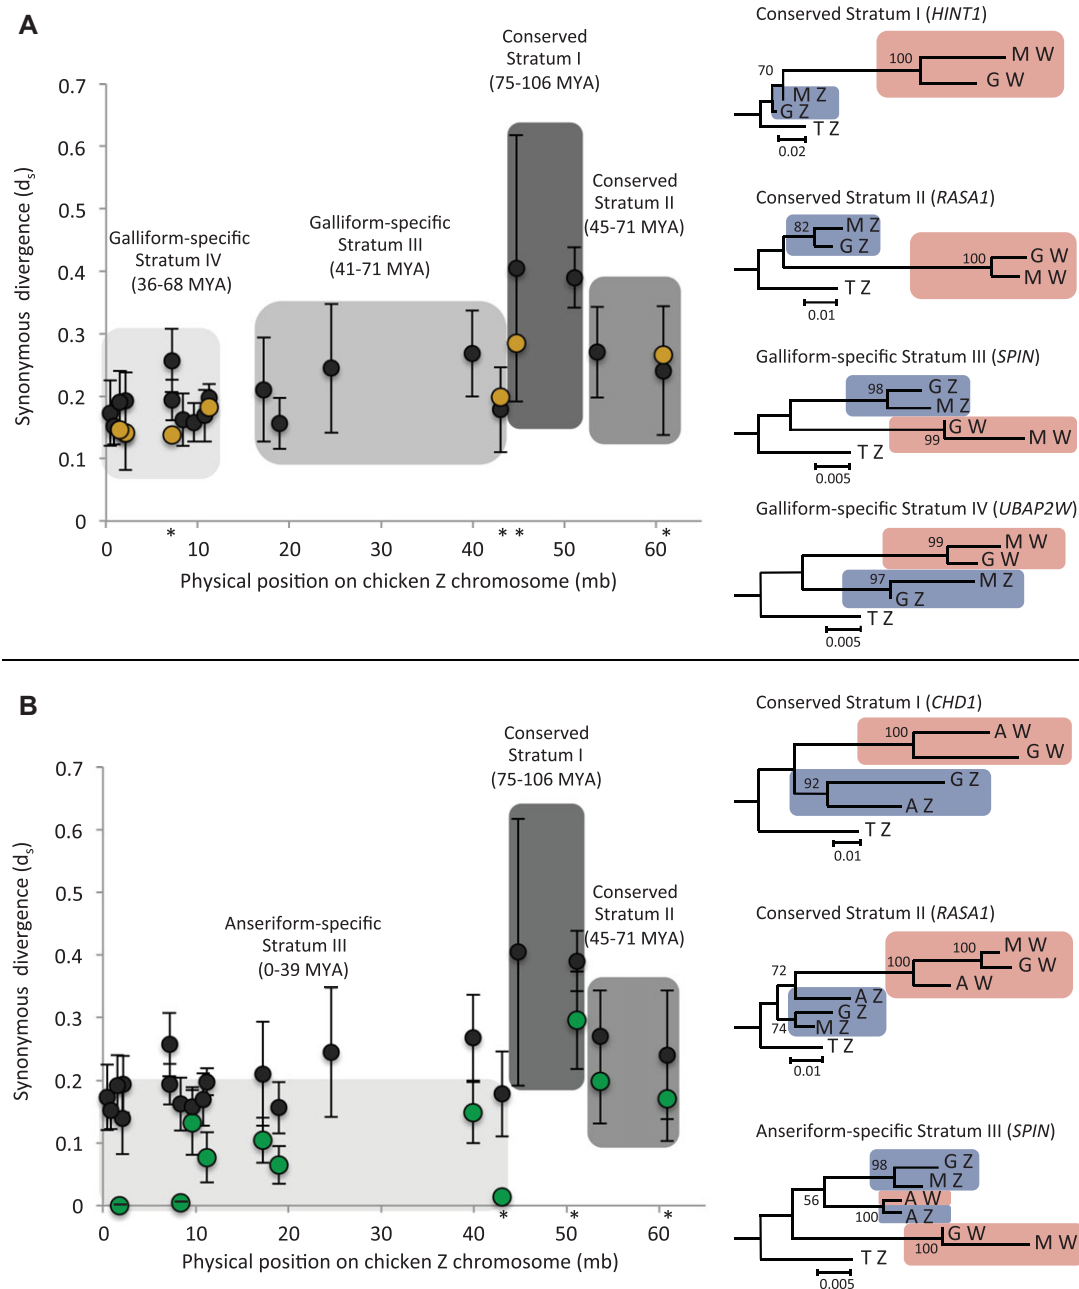 A
Conserved
Stratum I
(75-106 MYA)
Conserved
Stratum II
(45-71 MYA)
Galliform-specific
Stratum III
(41-71 MYA)
Galliform-specific
Stratum IV
(36-68 MYA)
Synonymous divergence (ds)
0.7
0.6
0.5
0.4
0.3
0.2
0.1
0
* * * *
0 10 20 30 40 50 60
Physical position on chicken Z chromosome (mb)
Conserved Stratum I (HINT1)
100
M W
G W
70
M Z
G Z
T Z
0.02
Conserved Stratum II (RASA1)
82
M Z
G Z
100
G W
M W
T Z
0.01
Galliform-specific Stratum III (SPIN)
98
G Z
M Z
G W
99
M W
T Z
0.005
Galliform-specific Stratum IV (UBAP2W)
99
M W
G W
97
M Z
G Z
T Z
0.005
B
Conserved
Stratum I
(75-106 MYA)
Conserved
Stratum II
(45-71 MYA)
Anseriform-specific
Stratum III
(0-39 MYA)
Synonymous divergence (ds)
0.7
0.6
0.5
0.4
0.3
0.2
0.1
0
* * *
0 10 20 30 40 50 60
Physical position on chicken Z chromosome (mb)
Conserved Stratum I (CHD1)
100
A W
G W
92
G Z
A Z
T Z
0.01
Conserved Stratum II (RASA1)
100
100
M W
G W
A W
72
A Z
G Z
74
M Z
T Z
0.01
Anseriform-specific Stratum III (SPIN)
98
G Z
M Z
56
A W
100
A Z
G W
100
M W
T Z
0.005